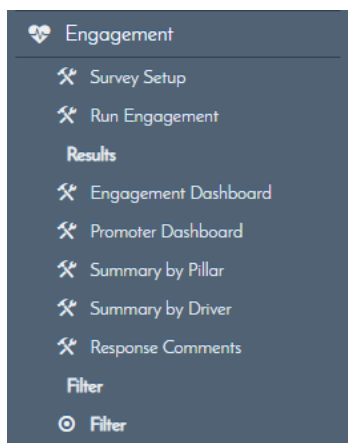 Engagement
Survey Setup
Run Engagement
Results
Engagement Dashboard
Promoter Dashboard
Summary by Pillar
Summary by Driver
Response Comments
Filter
Filter